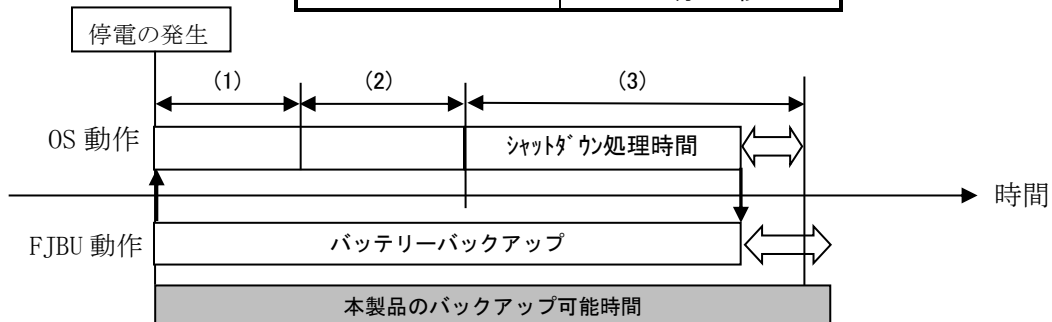 停電の発生
(1)
(2)
(3)
OS 動作
シャットダウン処理時間
時間
FJBU 動作
バッテリーバックアップ
本製品のバックアップ可能時間